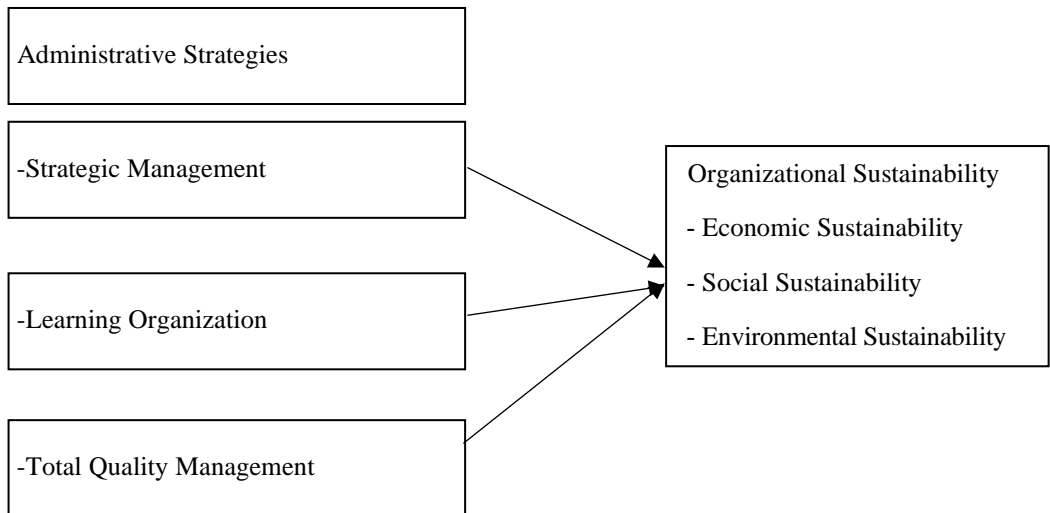 Administrative Strategies
-Strategic Management
-Learning Organization
-Total Quality Management
Organizational Sustainability
- Economic Sustainability
- Social Sustainability
- Environmental Sustainability